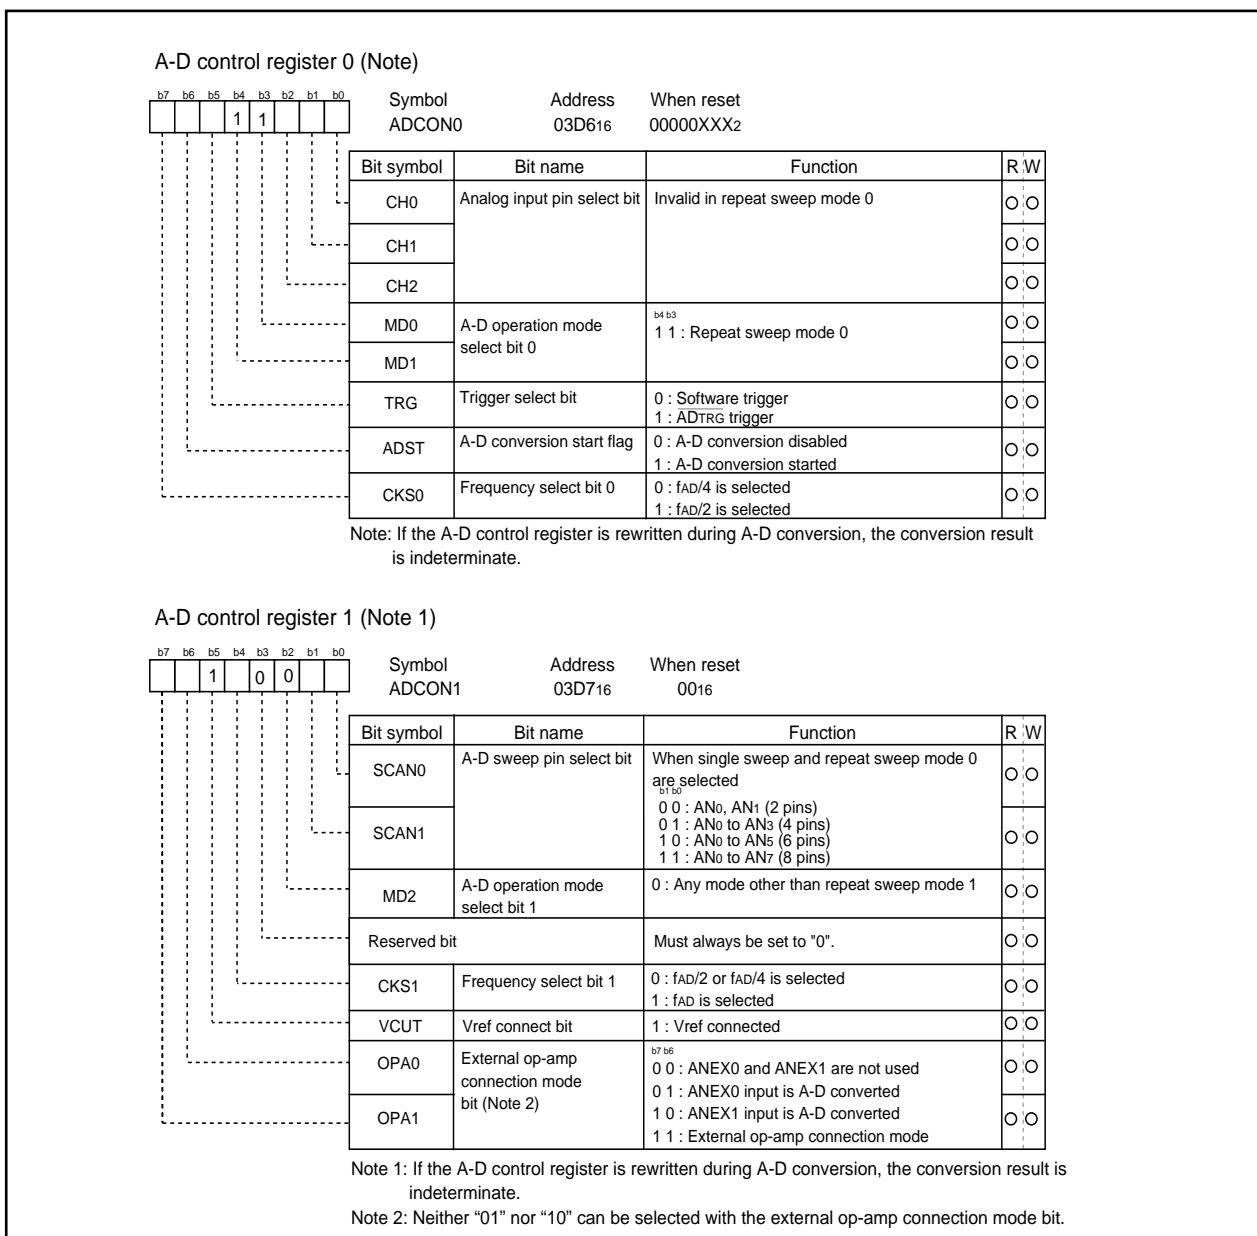 A-D control register 0 (Note)
b7 b6 b5 b4 b3 b2 b1 b0
1 1
Symbol Address When reset
ADCON0 03D616 00000XXX2
Bit symbol Bit name Function R W
CH0 Analog input pin select bit Invalid in repeat sweep mode 0
CH1
CH2
MD0 A-D operation mode select bit 0 b4 b3
1 1 : Repeat sweep mode 0
MD1
TRG Trigger select bit 0 : Software trigger
1 : ADTRG trigger
ADST A-D conversion start flag 0 : A-D conversion disabled
1 : A-D conversion started
CKS0 Frequency select bit 0 0 : fAD/4 is selected
1 : fAD/2 is selected
Note: If the A-D control register is rewritten during A-D conversion, the conversion result
is indeterminate.
A-D control register 1 (Note 1)
b7 b6 b5 b4 b3 b2 b1 b0
1 0 0
Symbol Address When reset
ADCON1 03D716 0016
Bit symbol Bit name Function R W
SCAN0 A-D sweep pin select bit When single sweep and repeat sweep mode 0
are selected
b1 b0
0 0 : AN0, AN1 (2 pins)
0 1 : AN0 to AN3 (4 pins)
SCAN1 1 0 : AN0 to AN5 (6 pins)
1 1 : AN0 to AN7 (8 pins)
MD2 A-D operation mode select bit 1 0 : Any mode other than repeat sweep mode 1
Reserved bit Must always be set to "0".
CKS1 Frequency select bit 1 0 : fAD/2 or fAD/4 is selected
1 : fAD is selected
VCUT Vref connect bit 1 : Vref connected
OPA0 External op-amp connection mode bit (Note 2) b7 b6
0 0 : ANEX0 and ANEX1 are not used
0 1 : ANEX0 input is A-D converted
OPA1 1 0 : ANEX1 input is A-D converted
1 1 : External op-amp connection mode
Note 1: If the A-D control register is rewritten during A-D conversion, the conversion result is
indeterminate.
Note 2: Neither “01” nor “10” can be selected with the external op-amp connection mode bit.